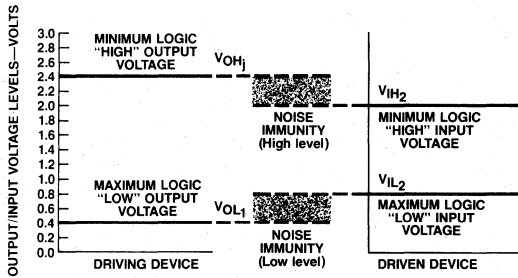 OUTPUT/INPUT VOLTAGE LEVELS—VOLTS
3.0
2.8
2.6
2.4
2.2
2.0
1.8
1.6
1.4
1.2
1.0
0.8
0.6
0.4
0.2
0.0
MINIMUM LOGIC
“HIGH” OUTPUT
VOLTAGE
VOHj
NOISE
IMMUNITY
(High level)
VIH2
MINIMUM LOGIC
“HIGH” INPUT
VOLTAGE
MAXIMUM LOGIC
“LOW” OUTPUT
VOLTAGE
VOL1
NOISE
IMMUNITY
(Low level)
VIL2
MAXIMUM LOGIC
“LOW” INPUT
VOLTAGE
DRIVING DEVICE
DRIVEN DEVICE